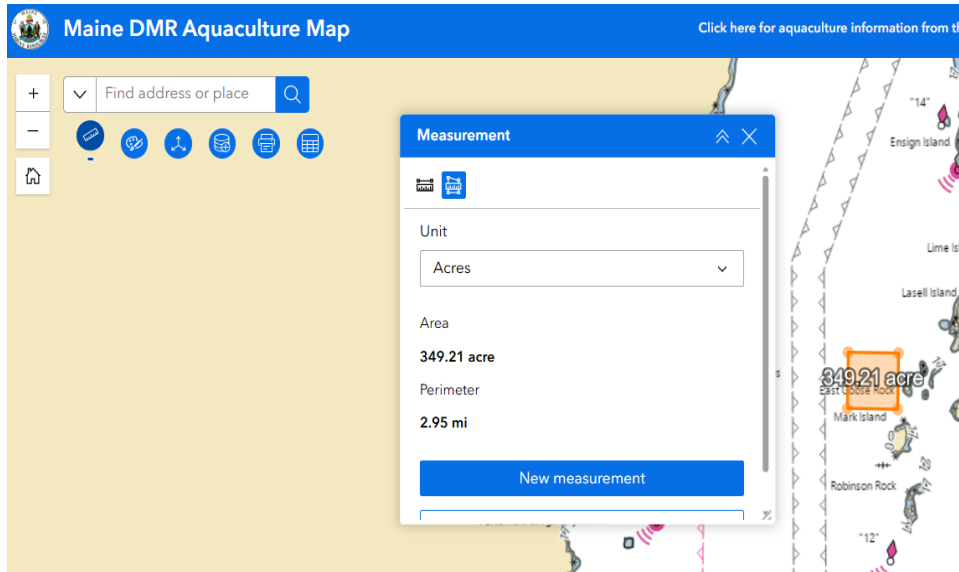 Maine DMR Aquaculture Map
Click here for aquaculture information from th
Find address or place
Measurement
Unit
Acres
Area
349.21 acre
Perimeter
2.95 mi
New measurement
"14"
Ensign Island
Lime Is
Lasell Island
349.21 acre
East Goose Rock
Mark Island
Robinson Rock
"12"